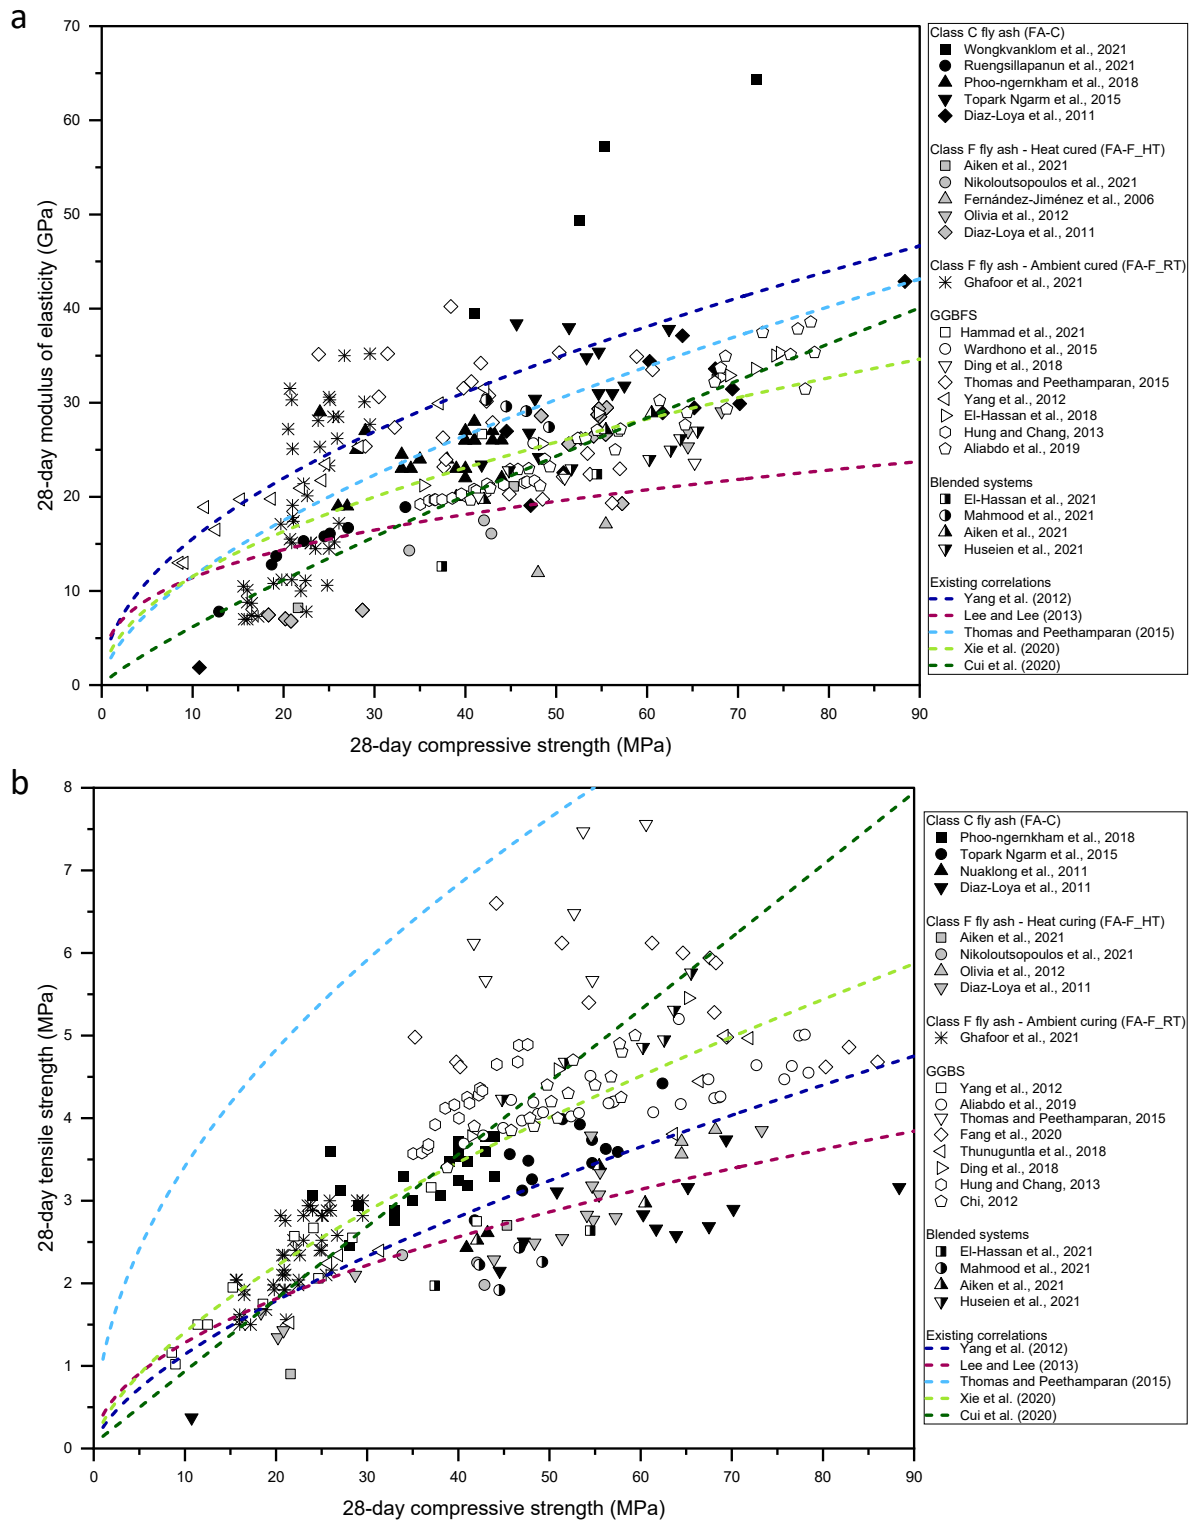 a
70
60
50
40
30
20
10
0
28-day modulus of elasticity (GPa)
0 10 20 30 40 50 60 70 80 90
28-day compressive strength (MPa)
Class C fly ash (FA-C)
Wongkvanklom et al., 2021
Ruengsillapanun et al., 2021
Phoo-ngernkham et al., 2018
Topark Ngarm et al., 2015
Diaz-Loya et al., 2011
Class F fly ash - Heat cured (FA-F_HT)
Aiken et al., 2021
Nikoloutsopoulos et al., 2021
Fernández-Jiménez et al., 2006
Olivia et al., 2012
Diaz-Loya et al., 2011
Class F fly ash - Ambient cured (FA-F_RT)
Ghafoor et al., 2021
GGBFS
Hammad et al., 2021
Wardhono et al., 2015
Ding et al., 2018
Thomas and Peethamparan, 2015
Yang et al., 2012
El-Hassan et al., 2018
Hung and Chang, 2013
Aliabdo et al., 2019
Blended systems
El-Hassan et al., 2021
Mahmood et al., 2021
Aiken et al., 2021
Huseien et al., 2021
Existing correlations
Yang et al. (2012)
Lee and Lee (2013)
Thomas and Peethamparan (2015)
Xie et al. (2020)
Cui et al. (2020)
b
8
7
6
5
4
3
2
1
0
28-day tensile strength (MPa)
0 10 20 30 40 50 60 70 80 90
28-day compressive strength (MPa)
Class C fly ash (FA-C)
Phoo-ngernkham et al., 2018
Topark Ngarm et al., 2015
Nuaklong et al., 2011
Diaz-Loya et al., 2011
Class F fly ash - Heat curing (FA-F_HT)
Aiken et al., 2021
Nikoloutsopoulos et al., 2021
Olivia et al., 2012
Diaz-Loya et al., 2011
Class F fly ash - Ambient curing (FA-F_RT)
Ghafoor et al., 2021
GGBS
Yang et al., 2012
Aliabdo et al., 2019
Thomas and Peethamparan, 2015
Fang et al., 2020
Thunuguntla et al., 2018
Ding et al., 2018
Hung and Chang, 2013
Chi, 2012
Blended systems
El-Hassan et al., 2021
Mahmood et al., 2021
Aiken et al., 2021
Huseien et al., 2021
Existing correlations
Yang et al. (2012)
Lee and Lee (2013)
Thomas and Peethamparan (2015)
Xie et al. (2020)
Cui et al. (2020)